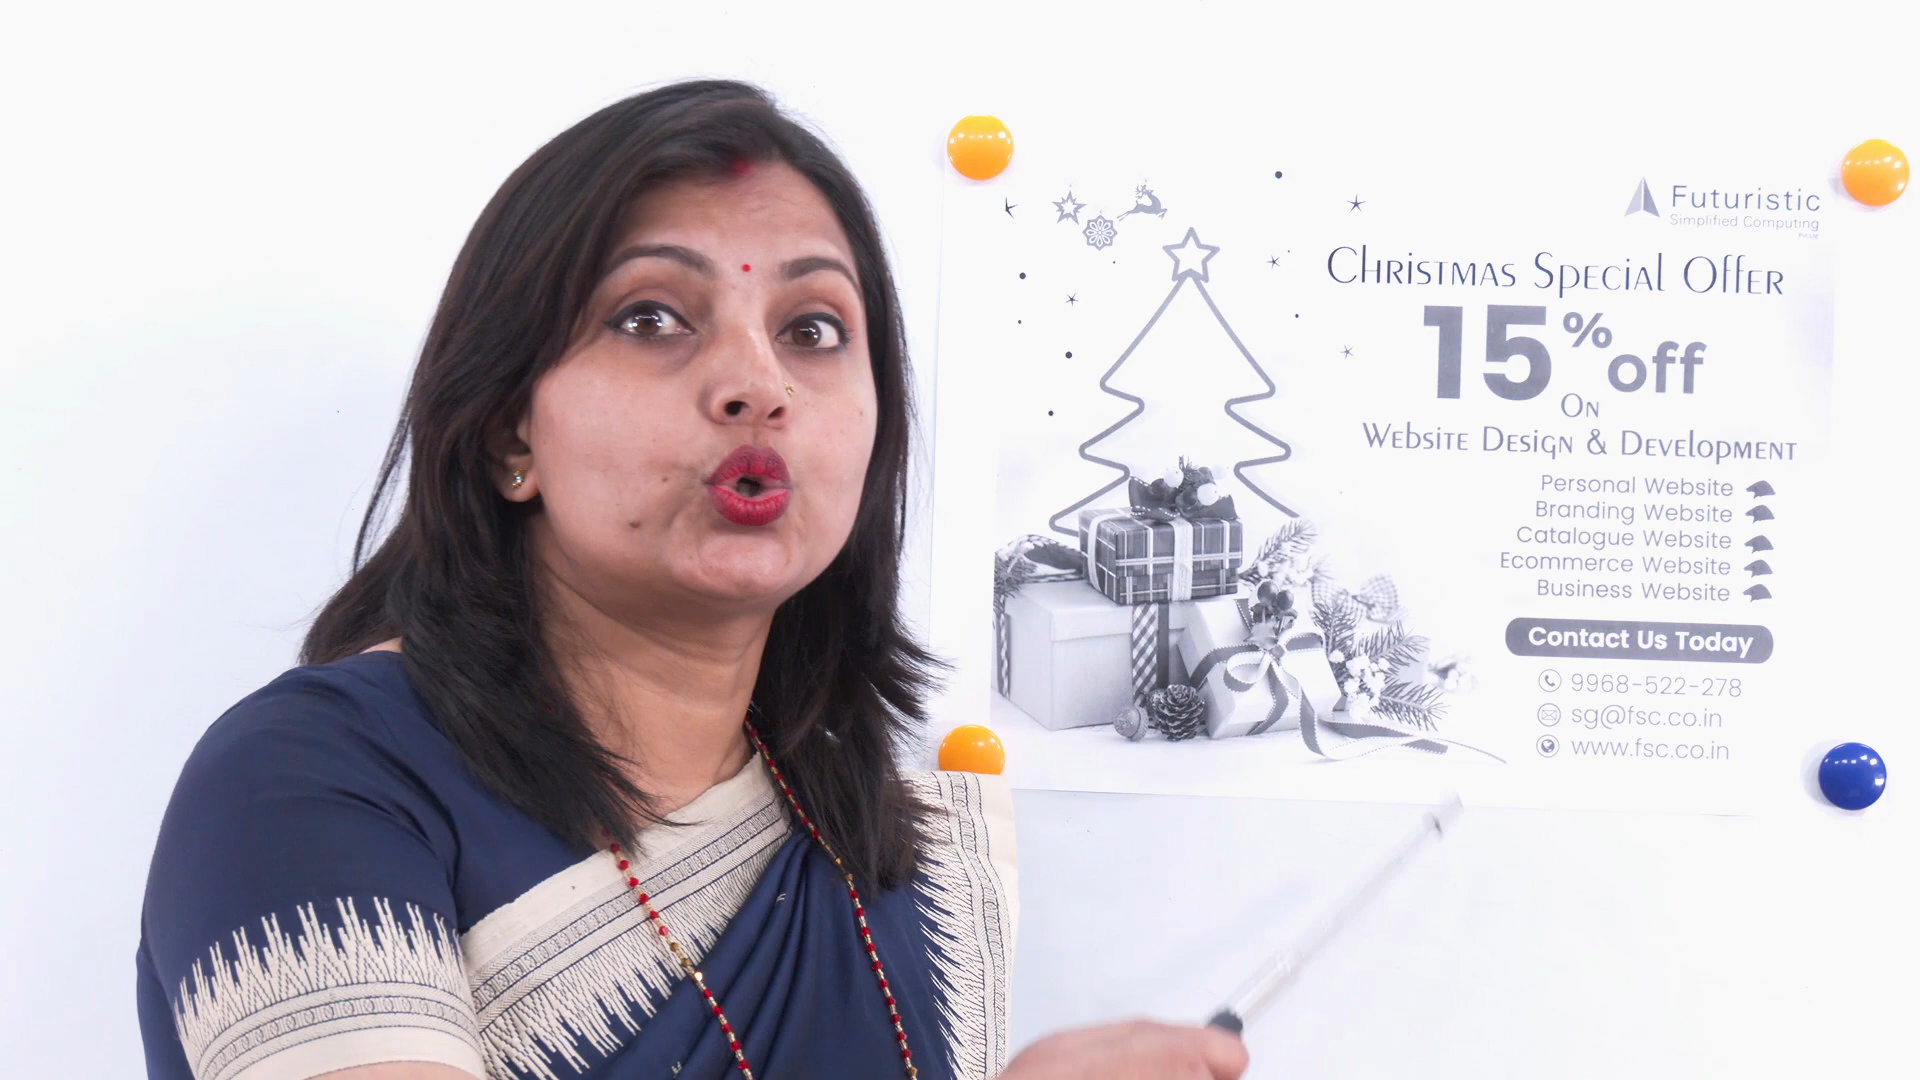 Futuristic
Simplified Computing
Christmas Special Offer
15% off
On
Website Design & Development
Personal Website
Branding Website
Catalogue Website
Ecommerce Website
Business Website
Contact Us Today
9968-522-278
sg@fsc.co.in
www.fsc.co.in